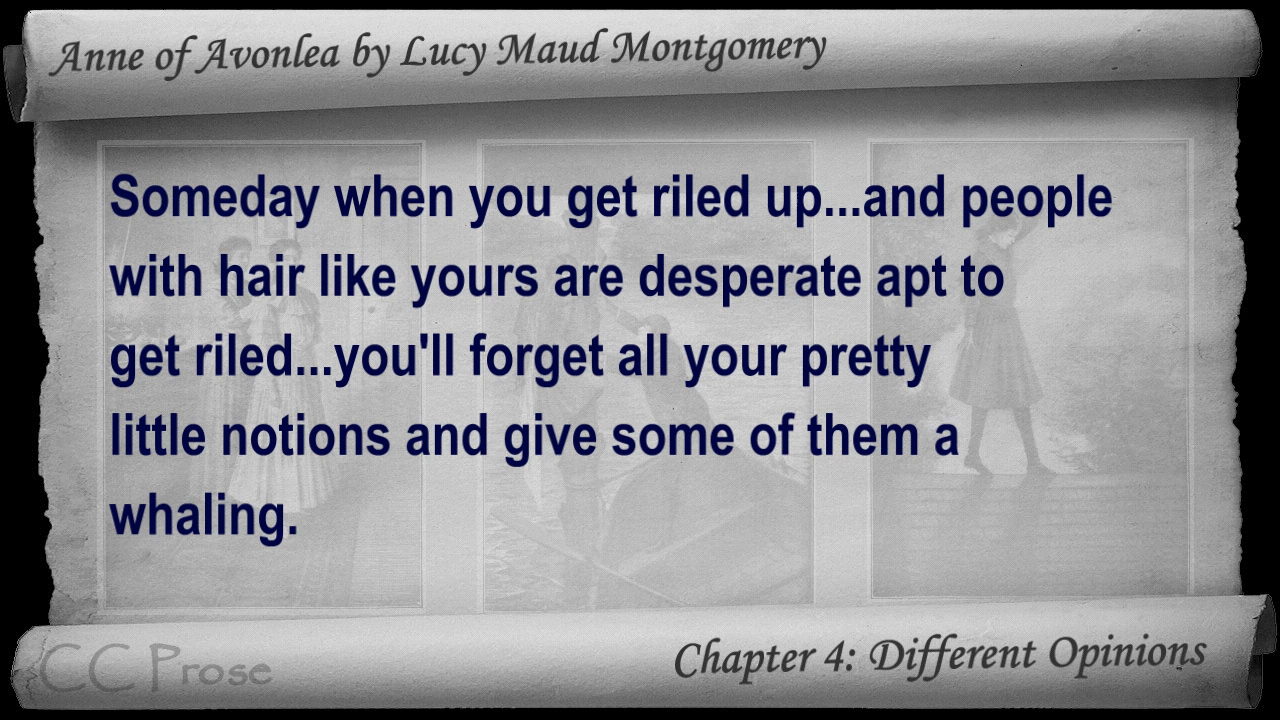 Anne of Avonlea by Lucy Maud Montgomery
Someday when you get riled up...and people
with hair like yours are desperate apt to
get riled...you'll forget all your pretty
little notions and give some of them a
whaling.
CC Prose
Chapter 4: Different Opinions